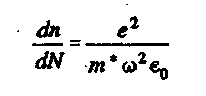 dn/dN = e²/(m* ω² ε₀)